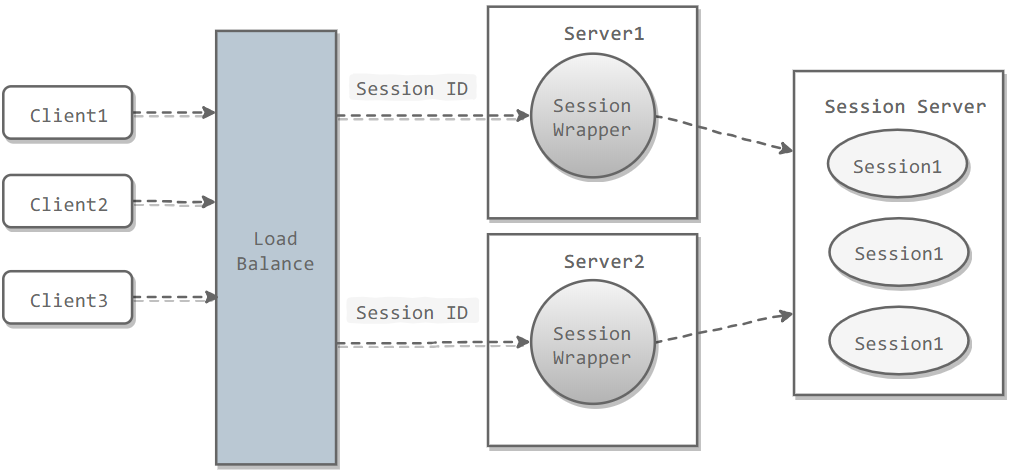 Client1
Client2
Client3
Load
Balance
Session ID
Session ID
Server1
Session
Wrapper
Server2
Session
Wrapper
Session Server
Session1
Session1
Session1